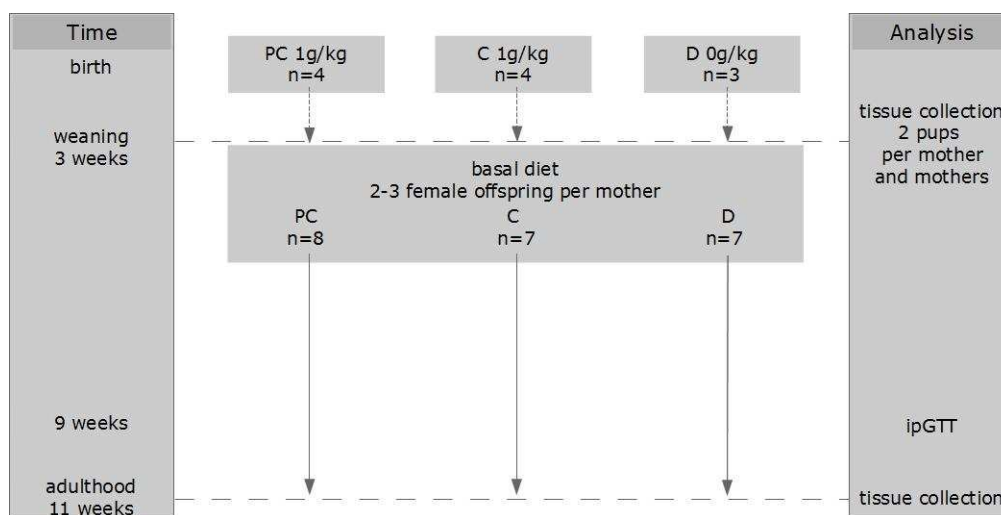 Time
birth
weaning
3 weeks
9 weeks
adulthood
11 weeks
PC 1g/kg
n=4
C 1g/kg
n=4
D 0g/kg
n=3
basal diet
2-3 female offspring per mother
PC
n=8
C
n=7
D
n=7
Analysis
tissue collection
2 pups
per mother
and mothers
ipGTT
tissue collection